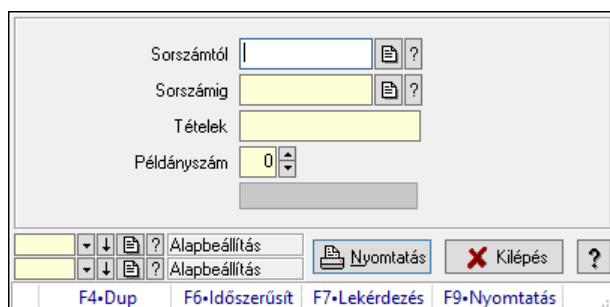 Sorszámtól ?
Sorszámig ?
Tételek
Példányszám 0
? Alapbeállítás
? Alapbeállítás
Nyomtatás Kilépés ?
F4•Dup F6•Időszerűsít F7•Lekérdezés F9•Nyomtatás